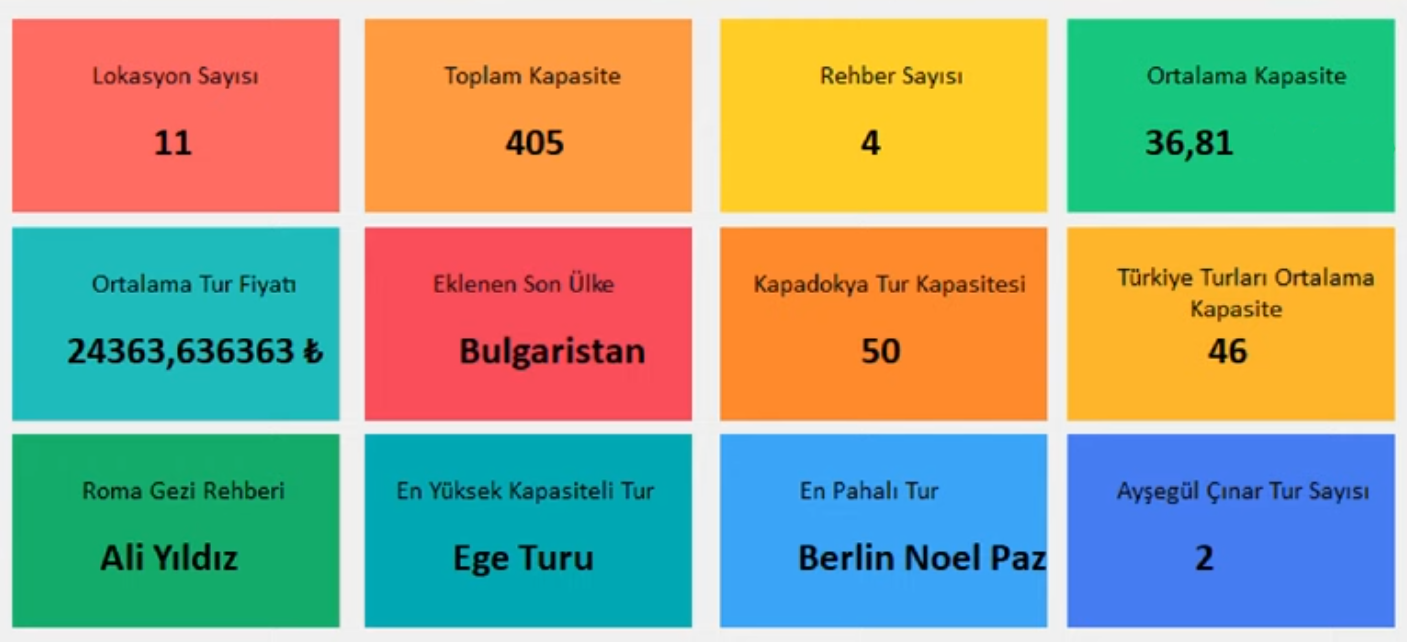 Lokasyon Sayısı
11
Toplam Kapasite
405
Rehber Sayısı
4
Ortalama Kapasite
36,81
Ortalama Tur Fiyatı
24363,636363 ₺
Eklenen Son Ülke
Bulgaristan
Kapadokya Tur Kapasitesi
50
Türkiye Turları Ortalama
Kapasite
46
Roma Gezi Rehberi
Ali Yıldız
En Yüksek Kapasiteli Tur
Ege Turu
En Pahalı Tur
Berlin Noel Paz
Ayşegül Çınar Tur Sayısı
2